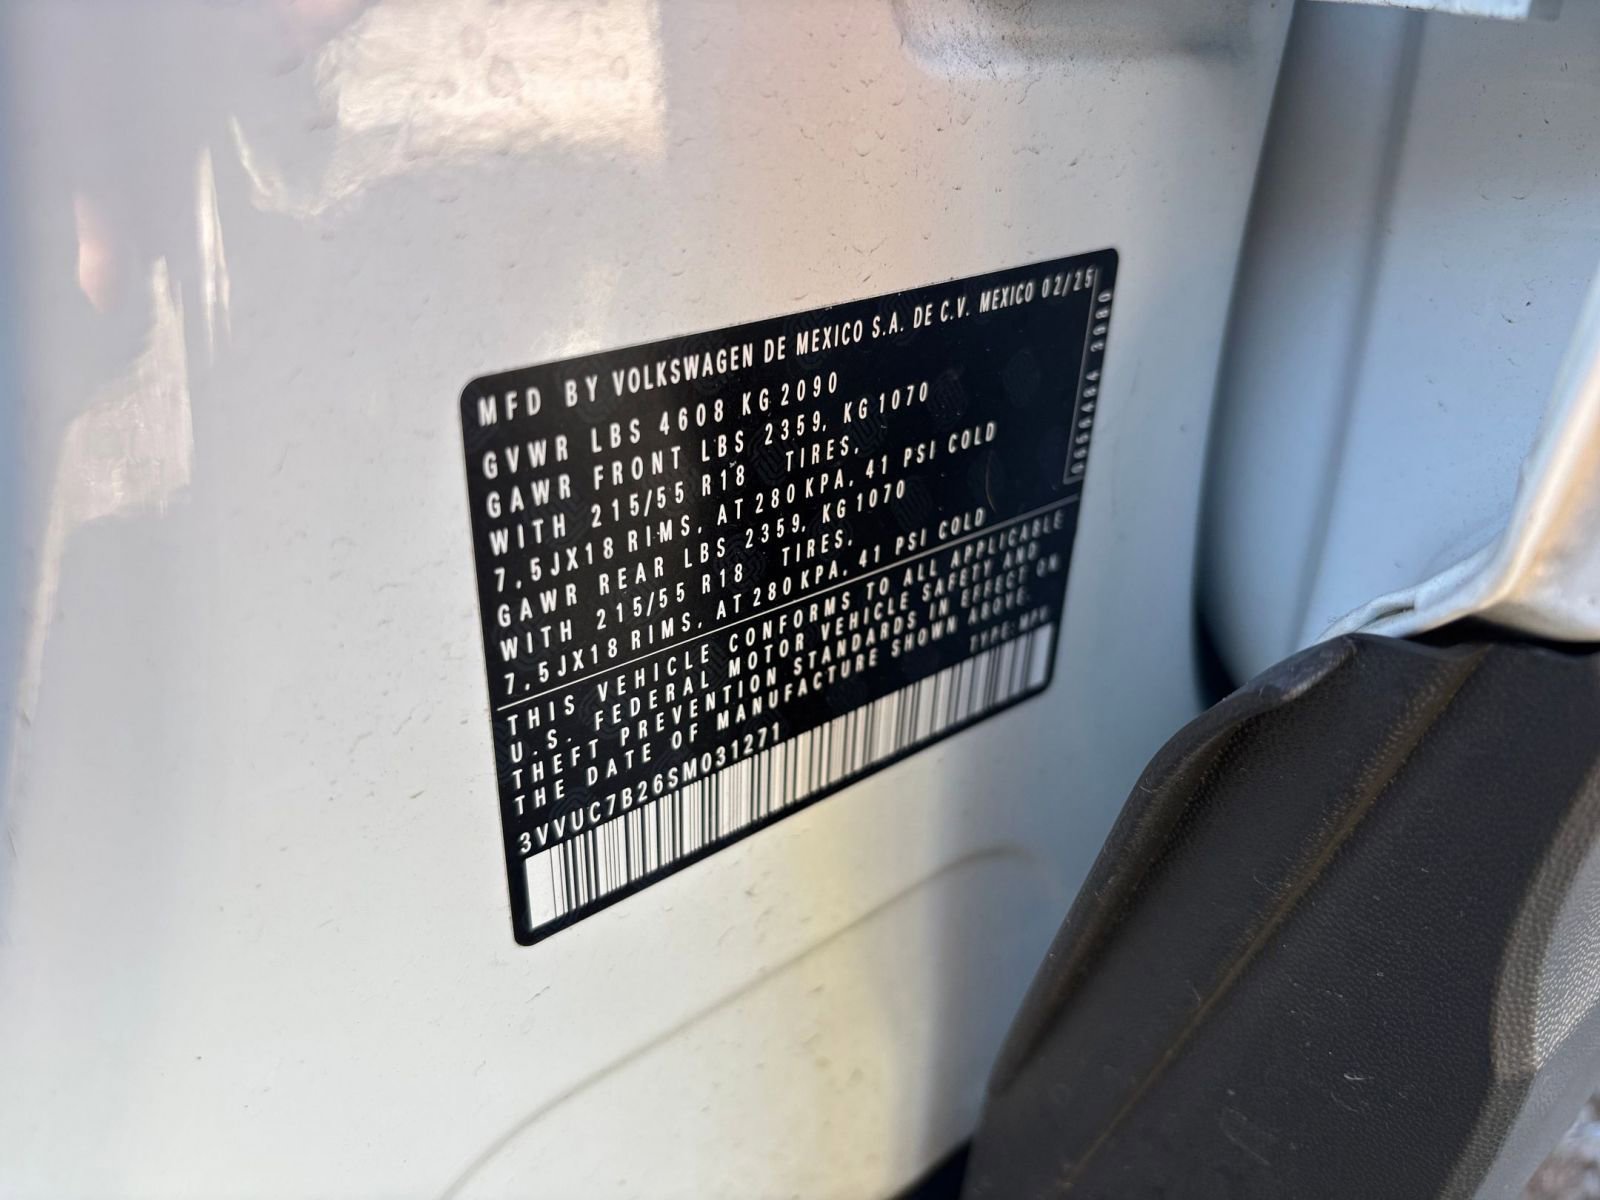 MFD BY VOLKSWAGEN DE MEXICO S.A. DE C.V. MEXICO 02/25
GVWR LBS 4608 KG 2090
GAWR FRONT LBS 2359, KG 1070
WITH 215/55 R18 TIRES,
7,5JX18 RIMS, AT 280 KPA, 41 PSI COLD
GAWR REAR LBS 2359, KG 1070
WITH 215/55 R18 TIRES,
7,5JX18 RIMS, AT 280 KPA, 41 PSI COLD
THIS VEHICLE CONFORMS TO ALL APPLICABLE
U.S. FEDERAL MOTOR VEHICLE SAFETY AND
THEFT PREVENTION STANDARDS IN EFFECT ON
THE DATE OF MANUFACTURE SHOWN ABOVE.
3VVUC7B26SM031271 TYPE: MPV